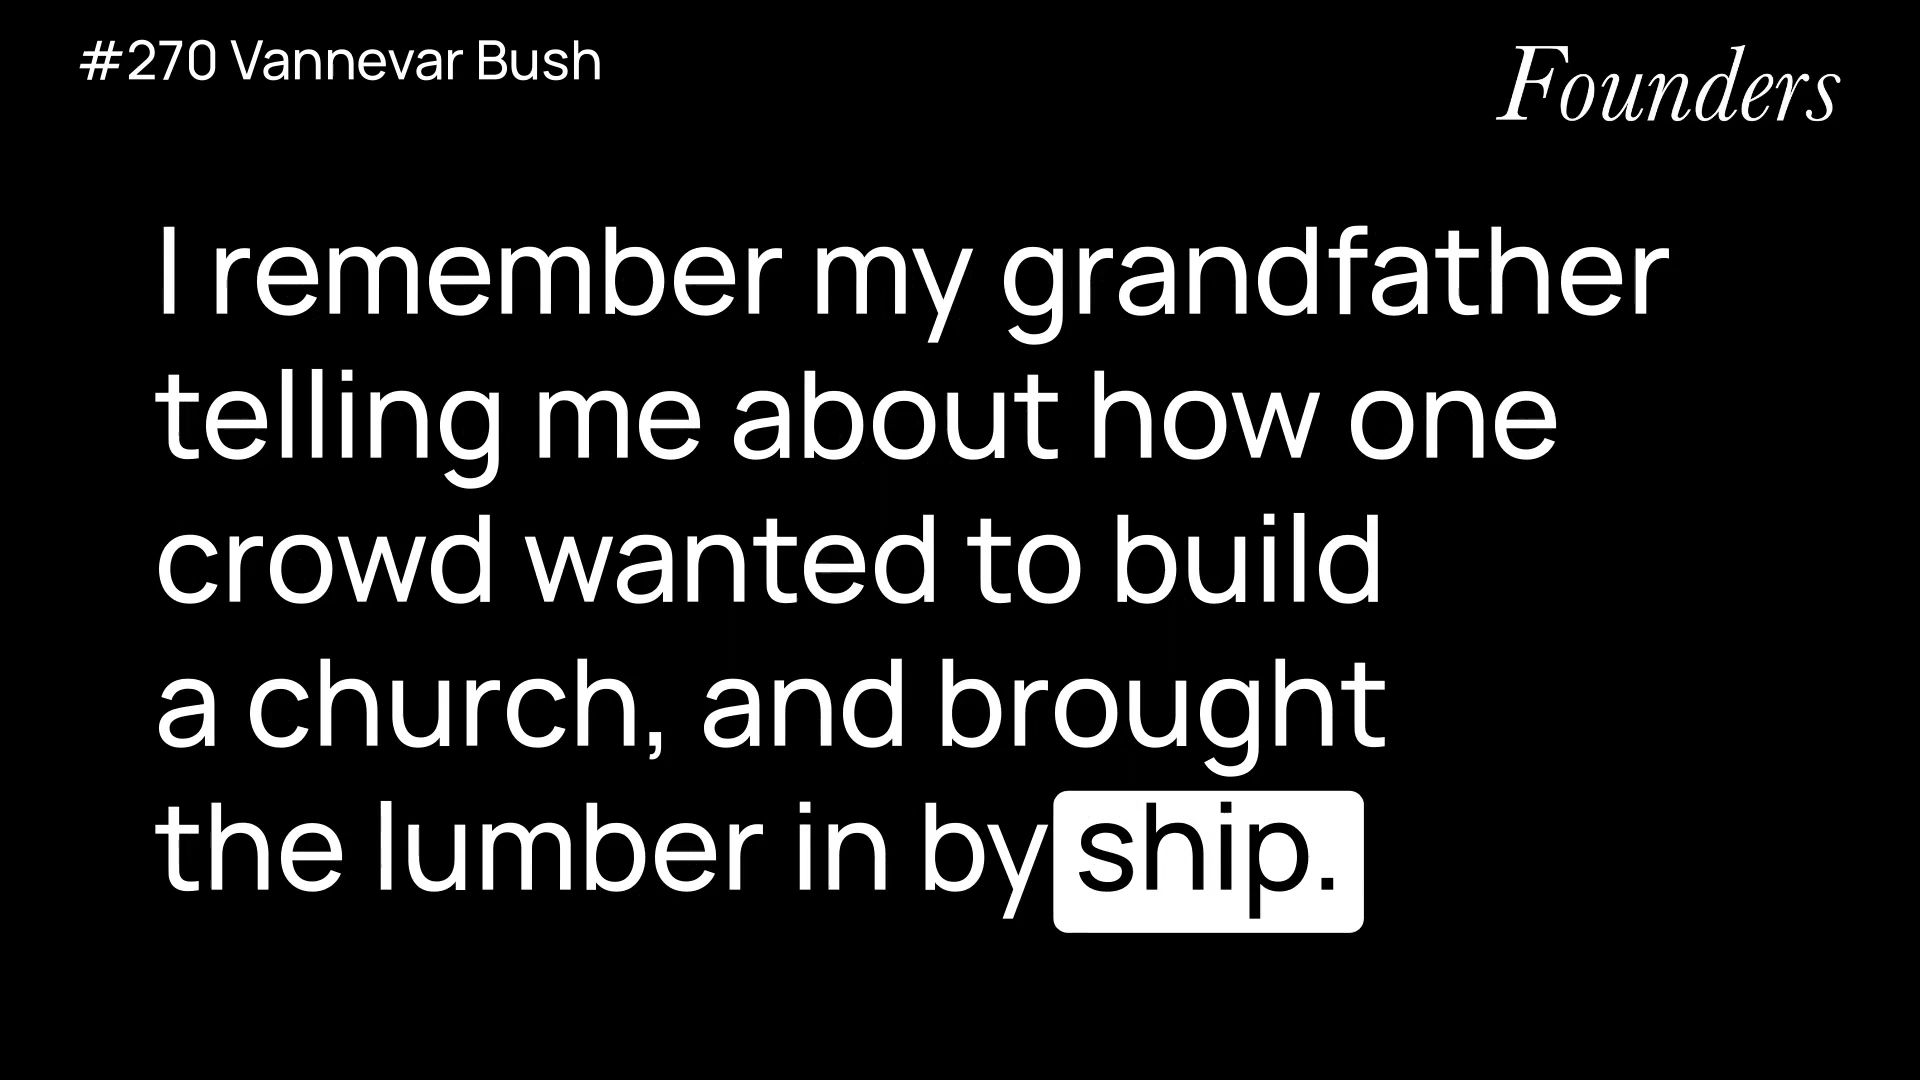 #270 Vannevar Bush
Founders
I remember my grandfather
telling me about how one
crowd wanted to build
a church, and brought
the lumber in by ship.